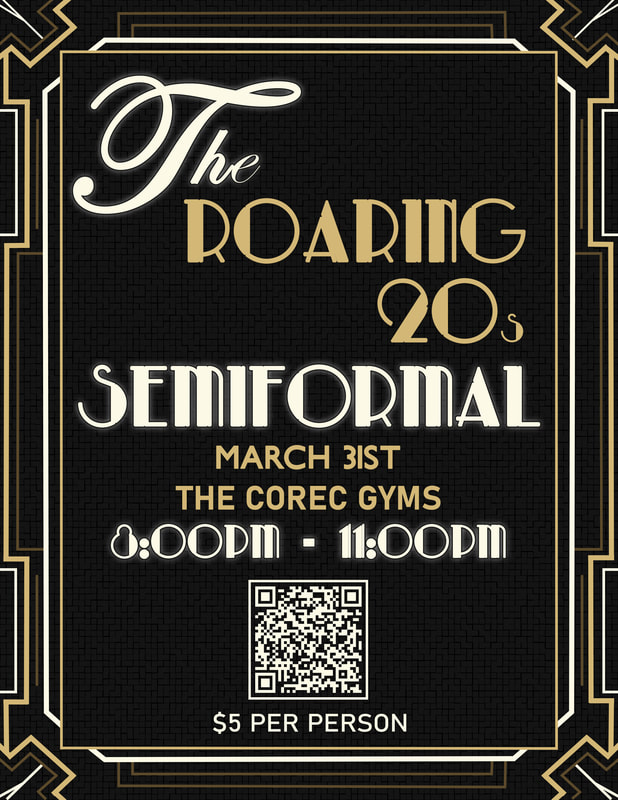 The
ROARING
20s
SEMIFORMAL
MARCH 31ST
THE COREC GYMS
8:00PM - 11:00PM
$5 PER PERSON